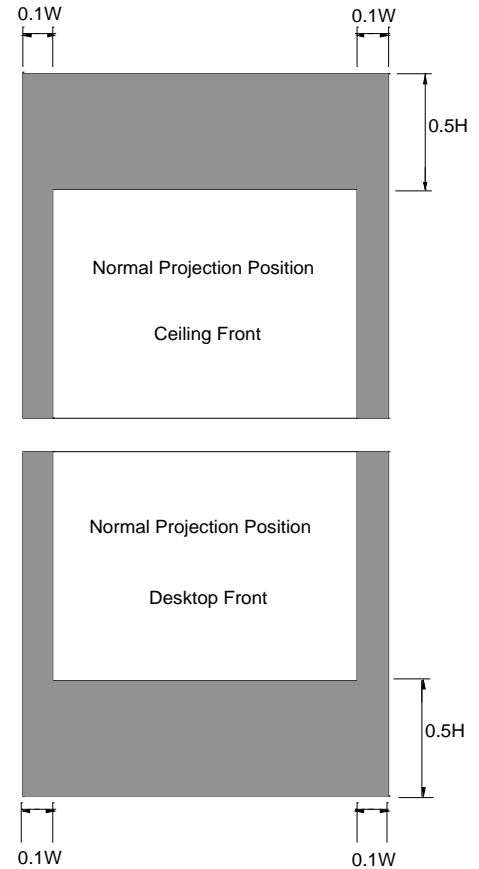 0.1W 0.1W
0.5H
Normal Projection Position
Ceiling Front
Normal Projection Position
Desktop Front
0.5H
0.1W 0.1W